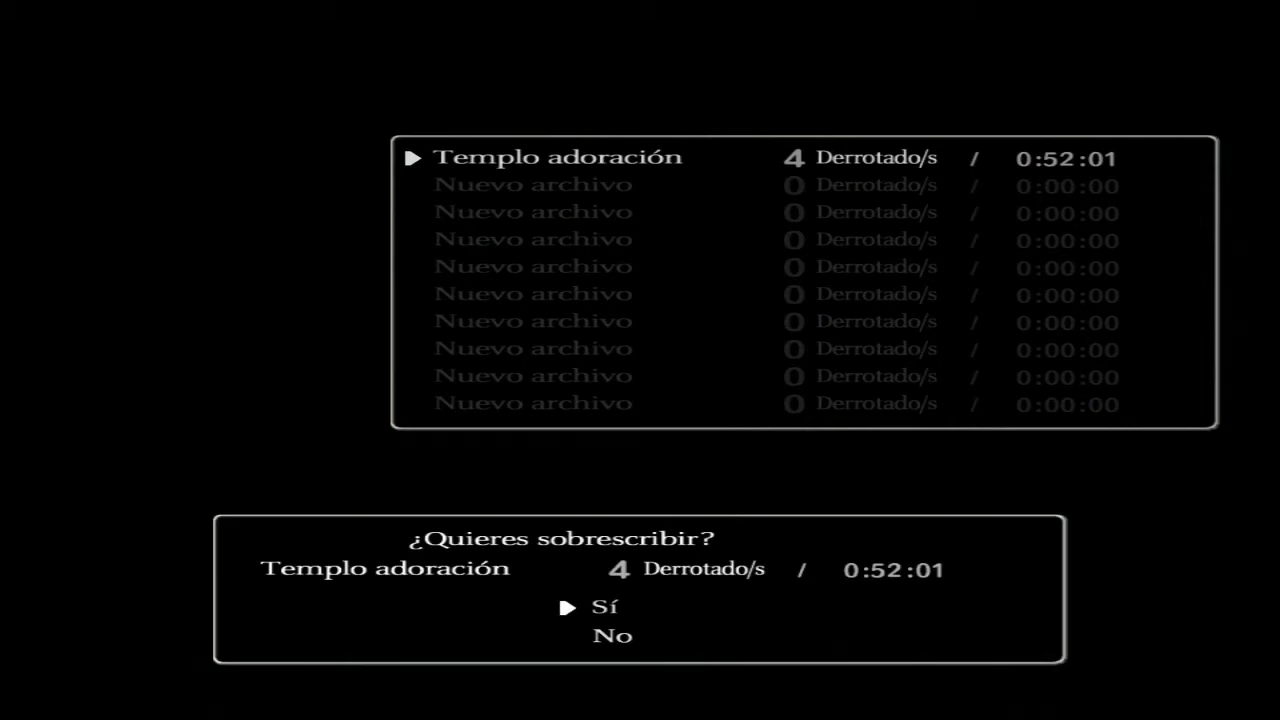 Templo adoración 4 Derrotado/s / 0:52:01
Nuevo archivo 0 Derrotado/s / 0:00:00
Nuevo archivo 0 Derrotado/s / 0:00:00
Nuevo archivo 0 Derrotado/s / 0:00:00
Nuevo archivo 0 Derrotado/s / 0:00:00
Nuevo archivo 0 Derrotado/s / 0:00:00
Nuevo archivo 0 Derrotado/s / 0:00:00
Nuevo archivo 0 Derrotado/s / 0:00:00
Nuevo archivo 0 Derrotado/s / 0:00:00
Nuevo archivo 0 Derrotado/s / 0:00:00
¿Quieres sobrescribir?
Templo adoración 4 Derrotado/s / 0:52:01
Sí
No